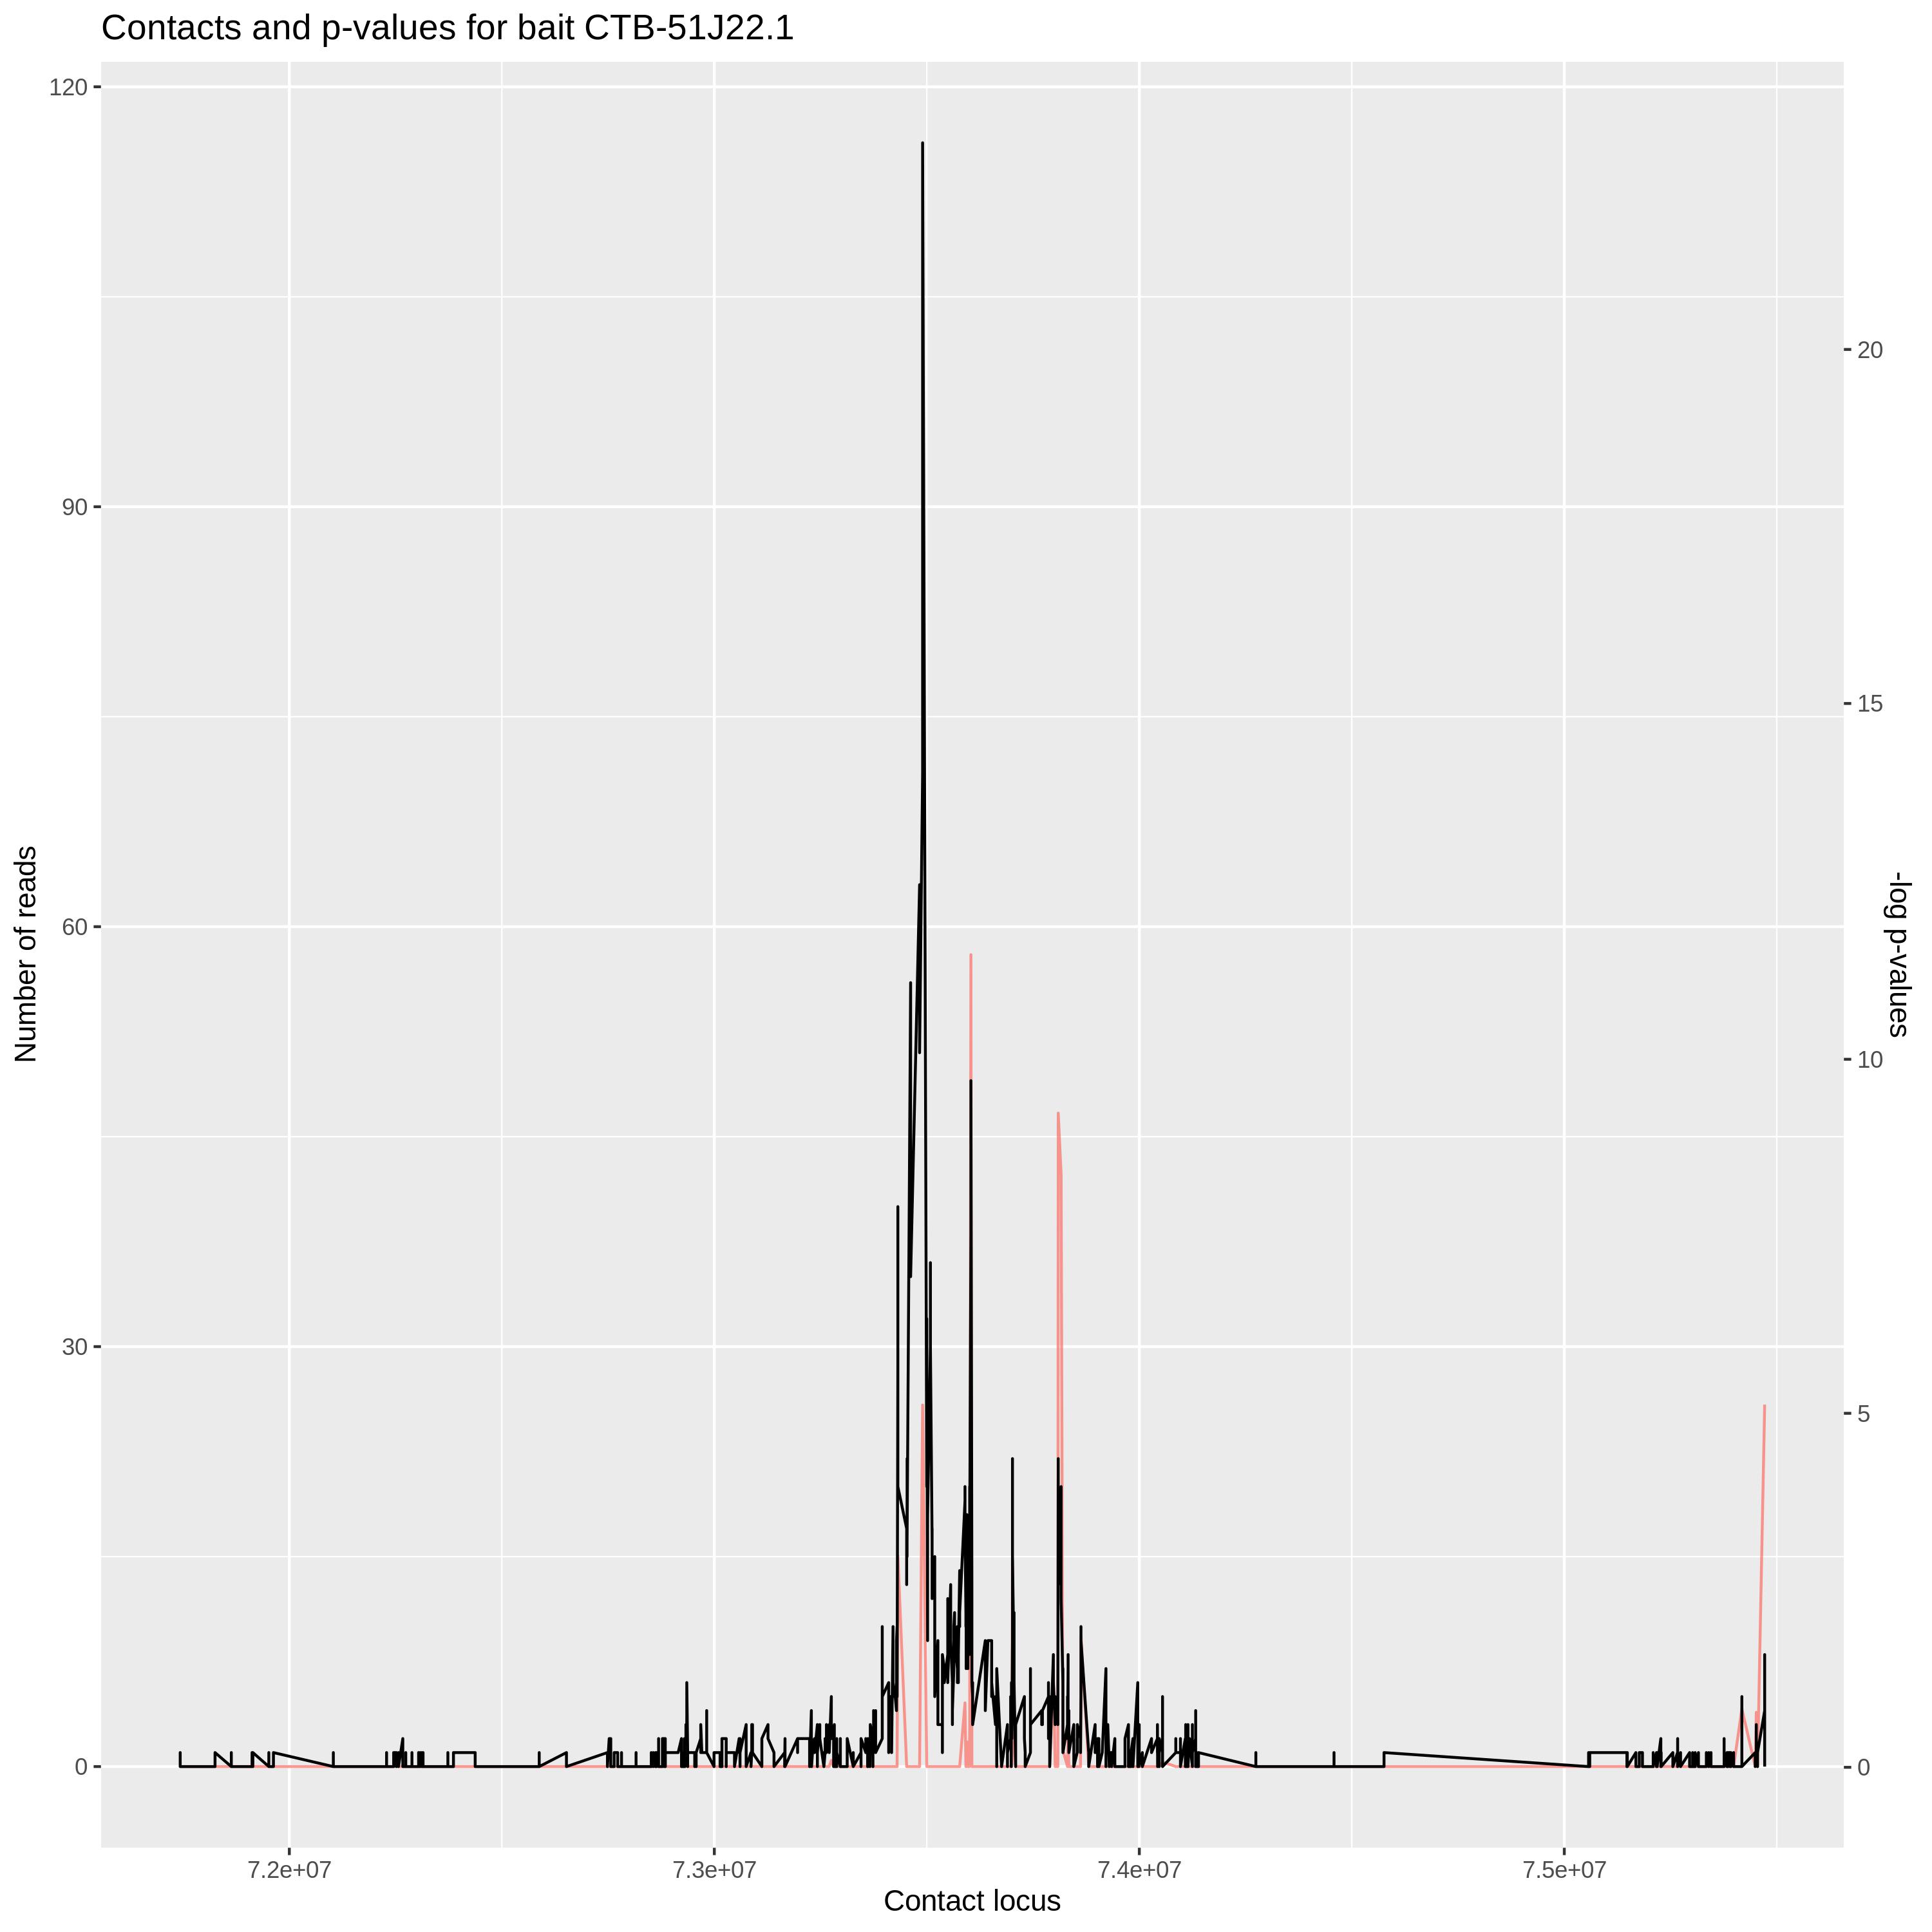 Contacts and p-values for bait CTB-51J22.1
120
90
60
30
0
Number of reads
20
15
10
5
0
-log p-values
7.2e+07
7.3e+07
7.4e+07
7.5e+07
Contact locus